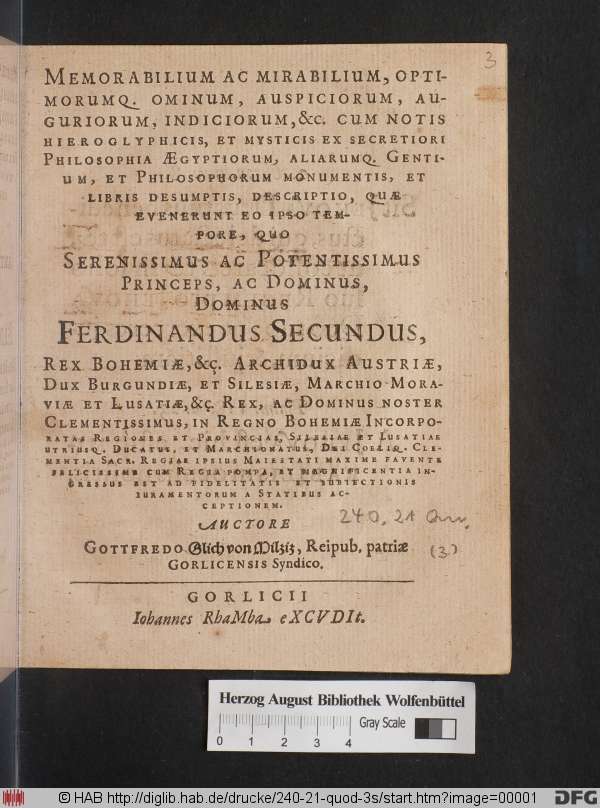 3
MEMORABILIUM AC MIRABILIUM, OPTI-
MORUMQ. OMINUM, AUSPICIORUM, AU-
GURIORUM, INDICIORUM, &c. CUM NOTIS
HIEROGLYPHICIS, ET MYSTICIS EX SECRETIORI
PHILOSOPHIA ÆGYPTIORUM, ALIARUMQ. GENTI-
UM, ET PHILOSOPHORUM MONUMENTIS, ET
LIBRIS DESUMPTIS, DESCRIPTIO, QUÆ
EVENERUNT EO IPSO TEM-
PORE, QUO
SERENISSIMUS AC POTENTISSIMUS
PRINCEPS, AC DOMINUS,
DOMINUS
FERDINANDUS SECUNDUS,
REX BOHEMIÆ, &c. ARCHIDUX AUSTRIÆ,
DUX BURGUNDIÆ, ET SILESIÆ, MARCHIO MORA-
VIÆ ET LUSATIÆ, &c. REX, AC DOMINUS NOSTER
CLEMENTISSIMUS, IN REGNO BOHEMIÆ INCORPO-
RATAS REGIONES ET PROVINCIAS, SILESIAE ET LUSATIAE
UTRIUSQ. DUCATUS, ET MARCHIONATUS, DEI COELIQ. CLE-
MENTIA SACR. REGIAE IPSIUS MAIESTATI MAXIME FAVENTE
FELICISSIME CUM REGIA POMPA, ET MAGNIFICENTIA IN-
GRESSUS EST AD FIDELITATIS ET SUBIECTIONIS
IURAMENTORUM A STATIBUS AC-
CEPTIONEM.
AUCTORE
240, 21 Qu.
GOTTFREDO Glich von Milziz, Reipub. patriæ
(3)
GORLICENSIS Syndico.
GORLICII
Iohannes RhaMba eXCVDIt.
Herzog August Bibliothek Wolfenbüttel
Gray Scale
0 1 2 3 4
© HAB http://diglib.hab.de/drucke/240-21-quod-3s/start.htm?image=00001
DFG